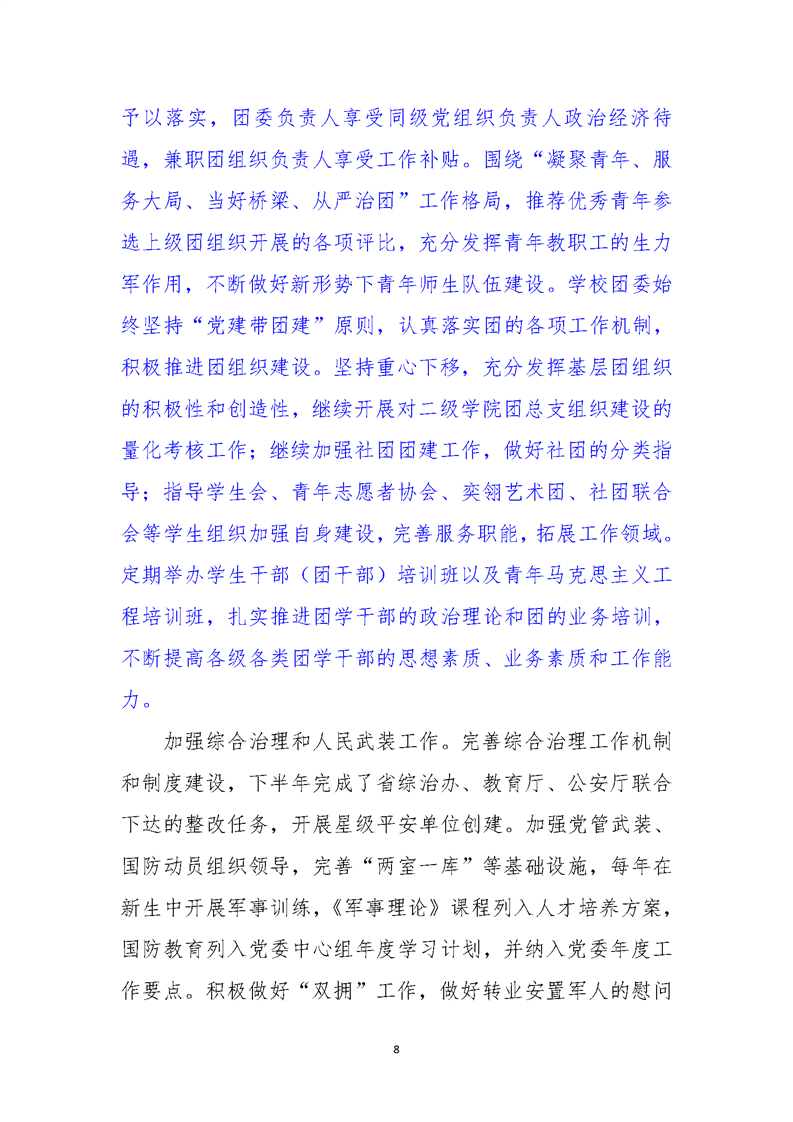 予以落实，团委负责人享受同级党组织负责人政治经济待
遇，兼职团组织负责人享受工作补贴。围绕“凝聚青年、服
务大局、当好桥梁、从严治团”工作格局，推荐优秀青年参
选上级团组织开展的各项评比，充分发挥青年教职工的生力
军作用，不断做好新形势下青年师生队伍建设。学校团委始
终坚持“党建带团建”原则，认真落实团的各项工作机制，
积极推进团组织建设。坚持重心下移，充分发挥基层团组织
的积极性和创造性，继续开展对二级学院团总支组织建设的
量化考核工作；继续加强社团团建工作，做好社团的分类指
导；指导学生会、青年志愿者协会、奕翎艺术团、社团联合
会等学生组织加强自身建设，完善服务职能，拓展工作领域。
定期举办学生干部（团干部）培训班以及青年马克思主义工
程培训班，扎实推进团学干部的政治理论和团的业务培训，
不断提高各级各类团学干部的思想素质、业务素质和工作能
力。
加强综合治理和人民武装工作。完善综合治理工作机制
和制度建设，下半年完成了省综治办、教育厅、公安厅联合
下达的整改任务，开展星级平安单位创建。加强党管武装、
国防动员组织领导，完善“两室一库”等基础设施，每年在
新生中开展军事训练，《军事理论》课程列入人才培养方案，
国防教育列入党委中心组年度学习计划，并纳入党委年度工
作要点。积极做好“双拥”工作，做好转业安置军人的慰问
8